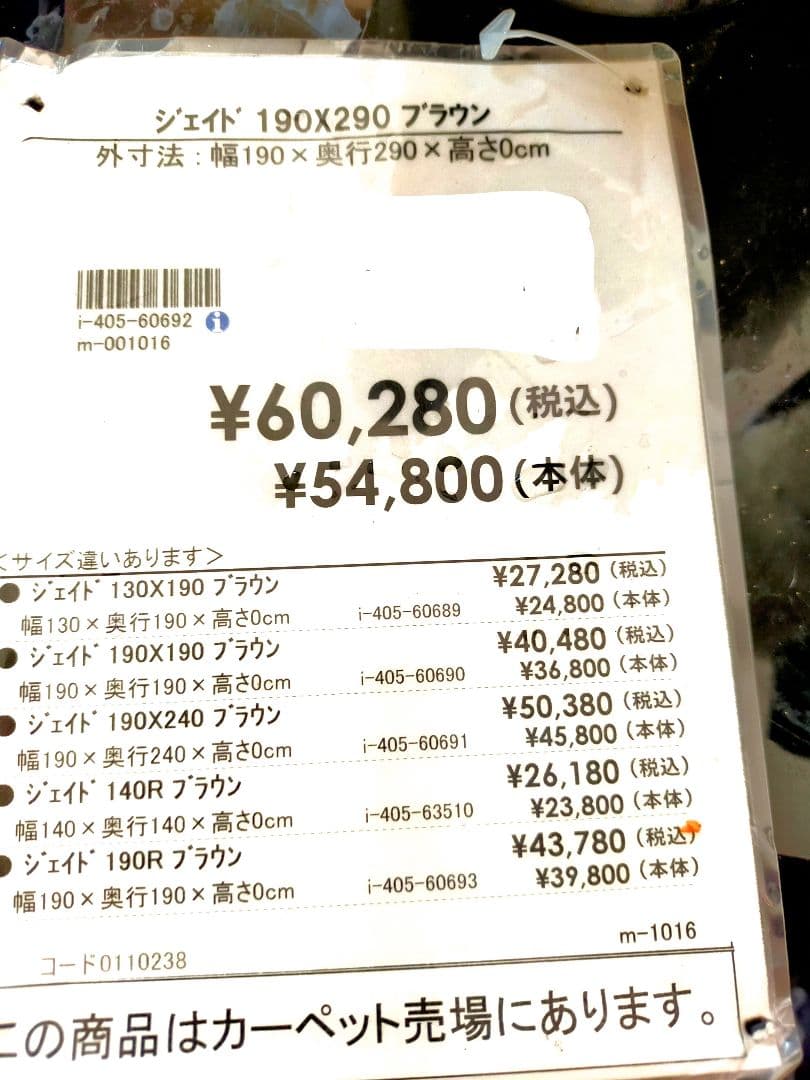 ジェイド 190X290 ブラウン
外寸法：幅190×奥行290×高さ0cm
i-405-60692
m-001016
¥60,280(税込)
¥54,800(本体)
＜サイズ違いあります＞
● ジェイド 130X190 ブラウン ¥27,280(税込)
幅130×奥行190×高さ0cm i-405-60689 ¥24,800(本体)
● ジェイド 190X190 ブラウン ¥40,480(税込)
幅190×奥行190×高さ0cm i-405-60690 ¥36,800(本体)
● ジェイド 190X240 ブラウン ¥50,380(税込)
幅190×奥行240×高さ0cm i-405-60691 ¥45,800(本体)
● ジェイド 140R ブラウン ¥26,180(税込)
幅140×奥行140×高さ0cm i-405-63510 ¥23,800(本体)
● ジェイド 190R ブラウン ¥43,780(税込)
幅190×奥行190×高さ0cm i-405-60693 ¥39,800(本体)
m-1016
コード0110238
この商品はカーペット売場にあります。